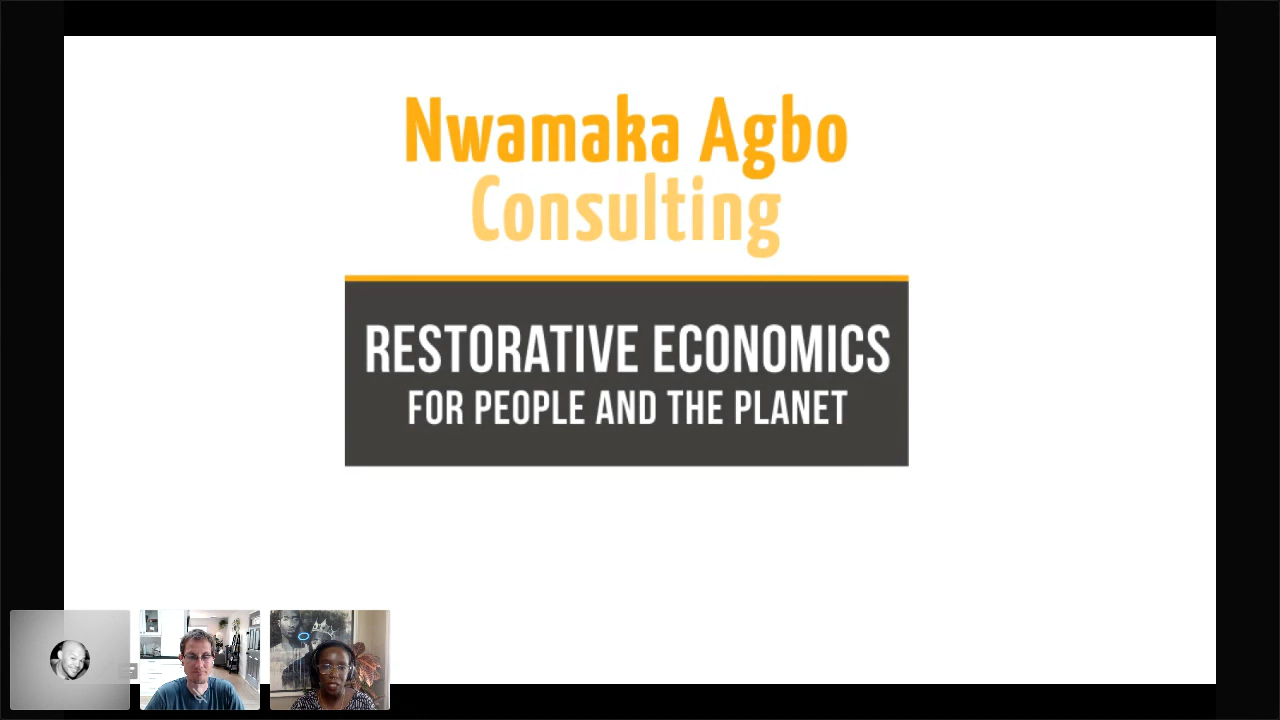 Nwamaka Agbo
Consulting
RESTORATIVE ECONOMICS
FOR PEOPLE AND THE PLANET